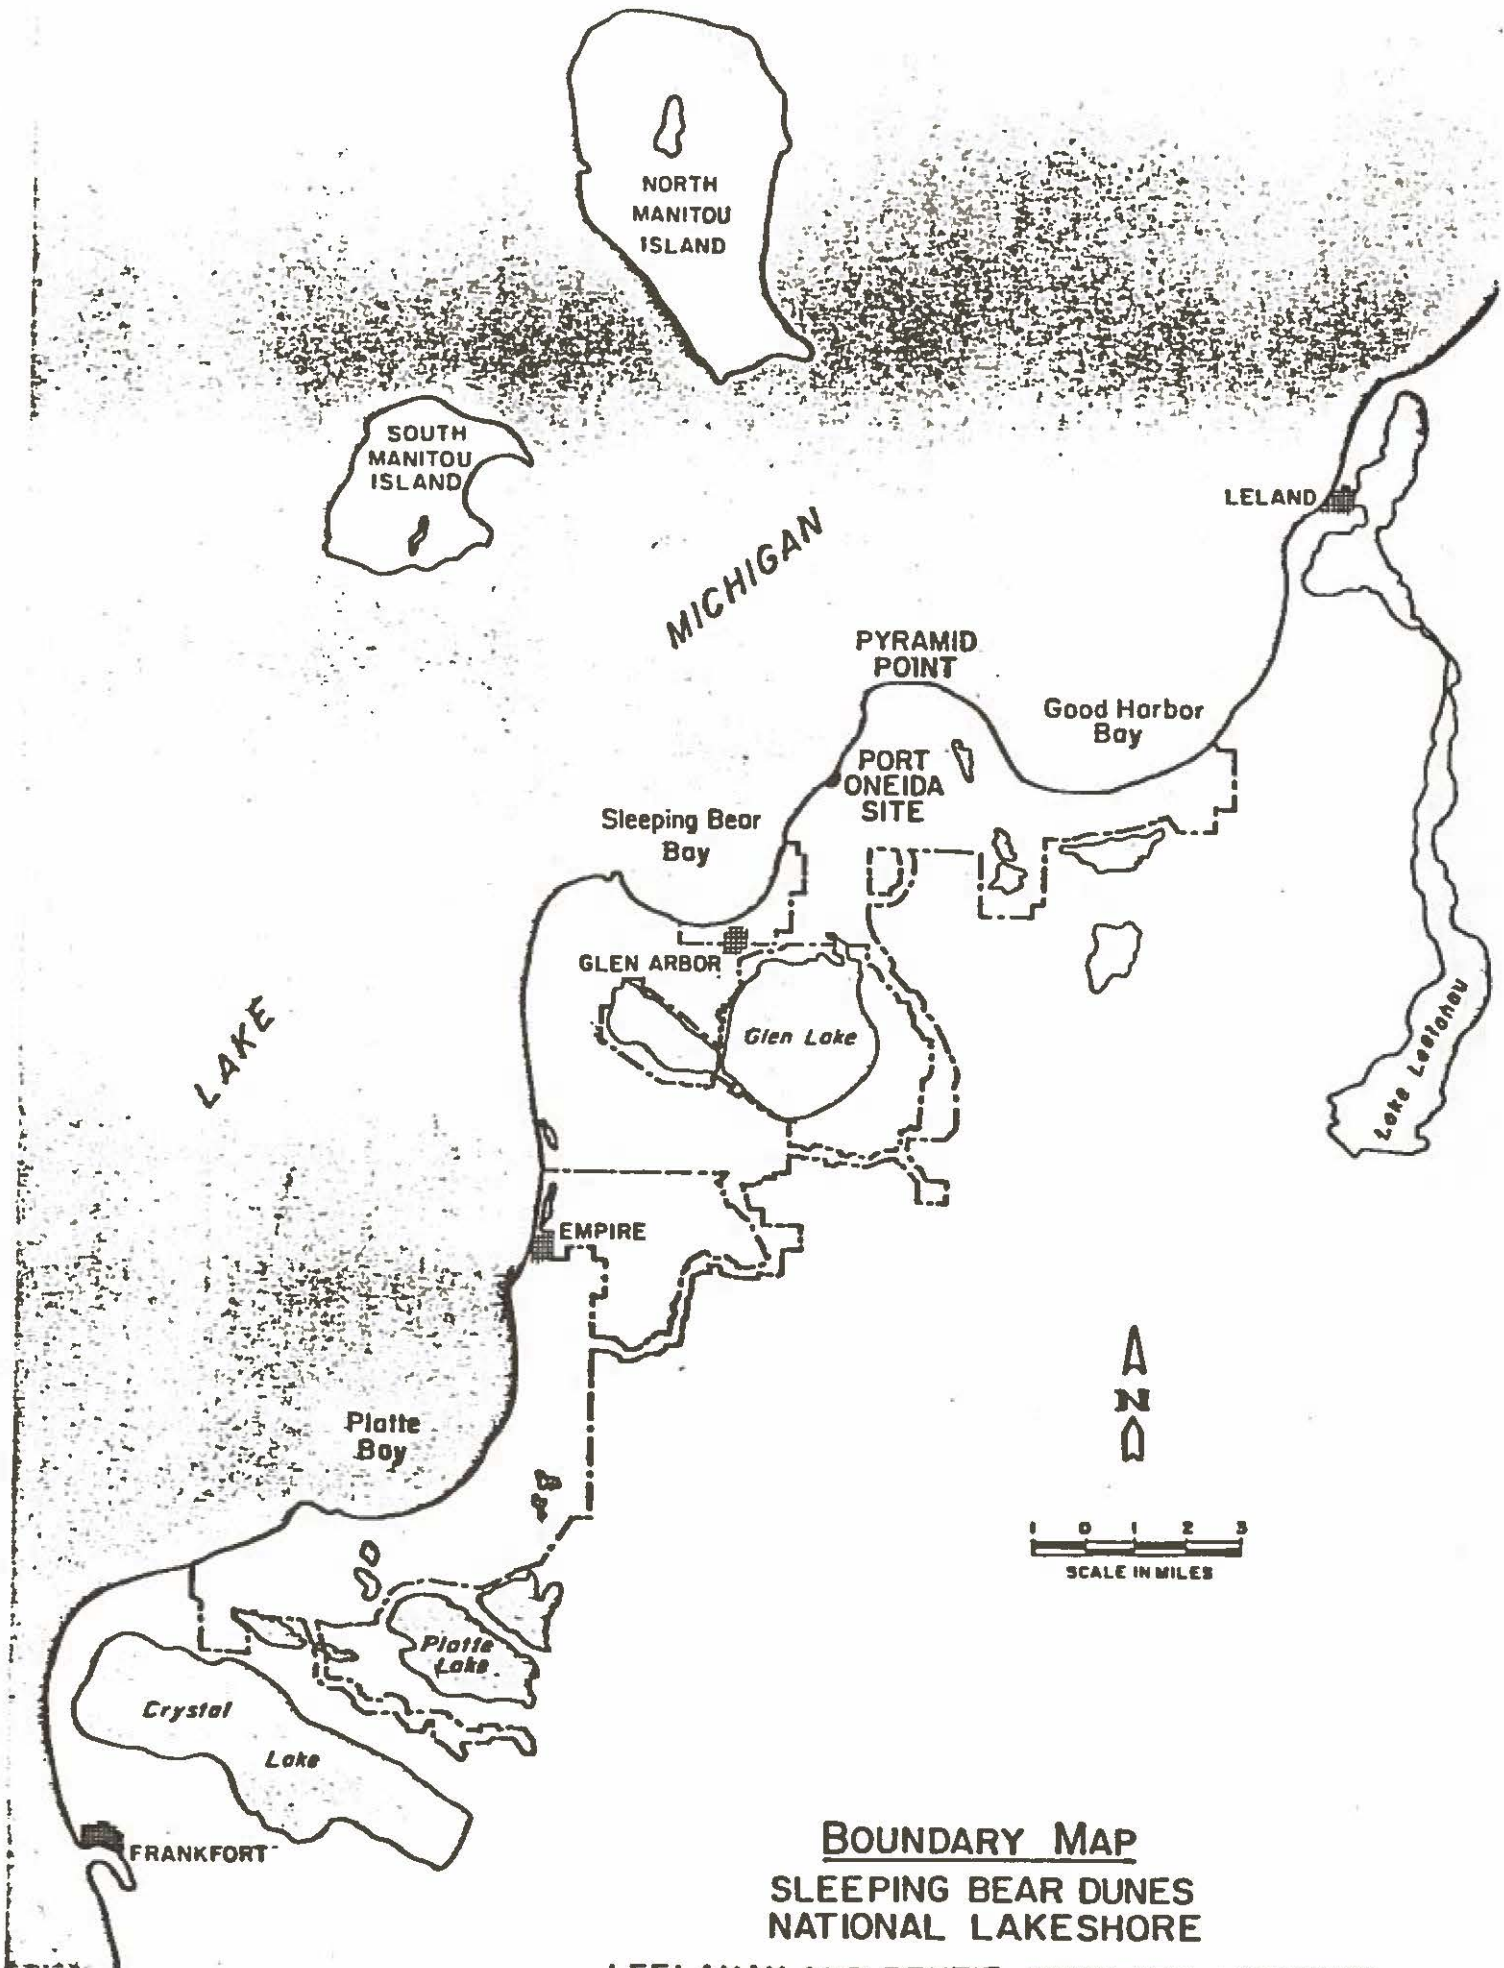 NORTH
MANITOU
ISLAND
SOUTH
MANITOU
ISLAND
LELAND
MICHIGAN
PYRAMID
POINT
Good Harbor
Bay
PORT
ONEIDA
SITE
Sleeping Bear
Bay
GLEN ARBOR
Glen Lake
LAKE
Lake Leelanau
EMPIRE
N
Platte
Bay
1 0 1 2 3
SCALE IN MILES
Platte
Lake
Crystal
Lake
FRANKFORT
BOUNDARY MAP
SLEEPING BEAR DUNES
NATIONAL LAKESHORE